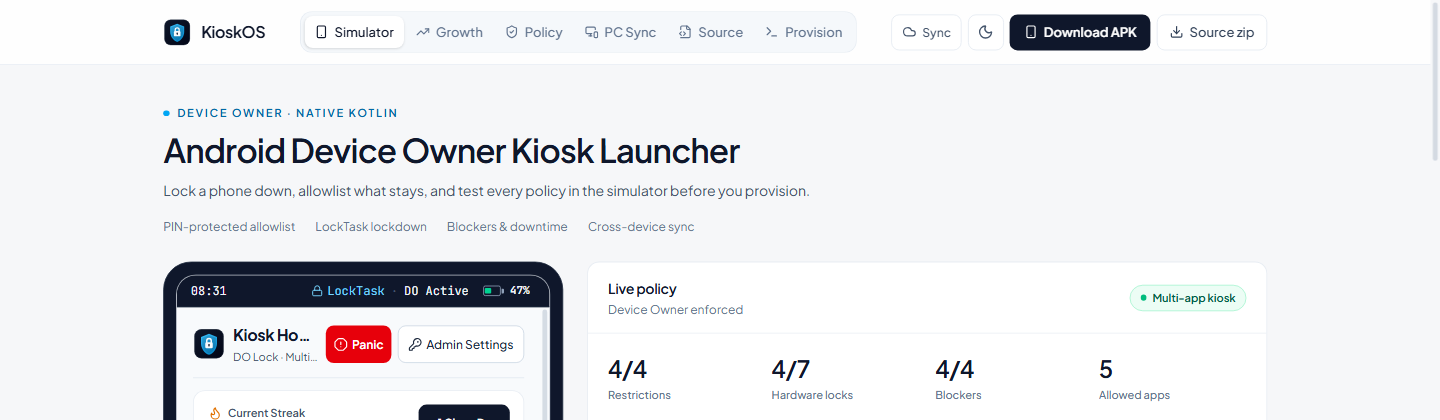 KioskOS Simulator Growth Policy PC Sync Source Provision Sync Download APK Source zip
DEVICE OWNER · NATIVE KOTLIN
Android Device Owner Kiosk Launcher
Lock a phone down, allowlist what stays, and test every policy in the simulator before you provision.
PIN-protected allowlist LockTask lockdown Blockers & downtime Cross-device sync
08:31 LockTask · DO Active 47%
Kiosk Ho...
DO Lock · Multi...
Panic
Admin Settings
Current Streak
Live policy
Device Owner enforced
Multi-app kiosk
4/4 4/7 4/4 5
Restrictions Hardware locks Blockers Allowed apps